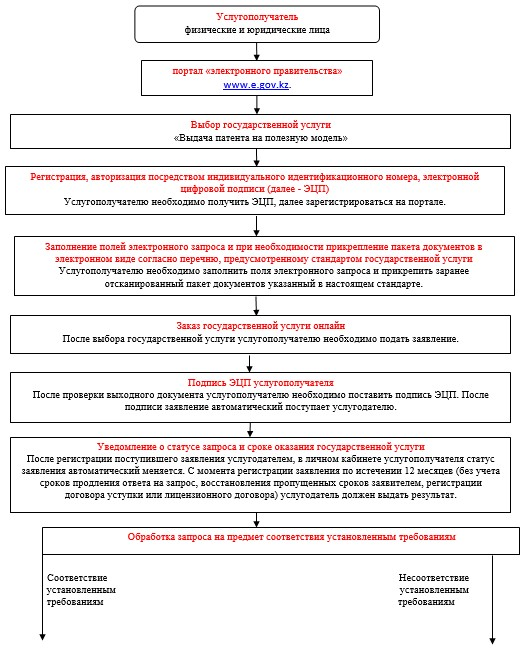 Услугополучатель
физические и юридические лица
портал «электронного правительства»
www.e.gov.kz.
Выбор государственной услуги
«Выдача патента на полезную модель»
Регистрация, авторизация посредством индивидуального идентификационного номера, электронной
цифровой подписи (далее - ЭЦП)
Услугополучателю необходимо получить ЭЦП, далее зарегистрироваться на портале.
Заполнение полей электронного запроса и при необходимости прикрепление пакета документов в
электронном виде согласно перечню, предусмотренному стандартом государственной услуги
Услугополучателю необходимо заполнить поля электронного запроса и прикрепить заранее
отсканированный пакет документов указанный в настоящем стандарте.
Заказ государственной услуги онлайн
После выбора государственной услуги услугополучателю необходимо подать заявление.
Подпись ЭЦП услугополучателя
После проверки выходного документа услугополучателю необходимо поставить подпись ЭЦП. После
подписи заявление автоматический поступает услугодателю.
Уведомление о статусе запроса и сроке оказания государственной услуги
После регистрации поступившего заявления услугодателем, в личном кабинете услугополучателя статус
заявления автоматический меняется. С момента регистрации заявления по истечении 12 месяцев (без учета
сроков продления ответа на запрос, восстановления пропущенных сроков заявителем, регистрации
договора уступки или лицензионного договора) услугодатель должен выдать результат.
Обработка запроса на предмет соответствия установленным требованиям
Соответствие
установленным
требованиям
Несоответствие
установленным
требованиям